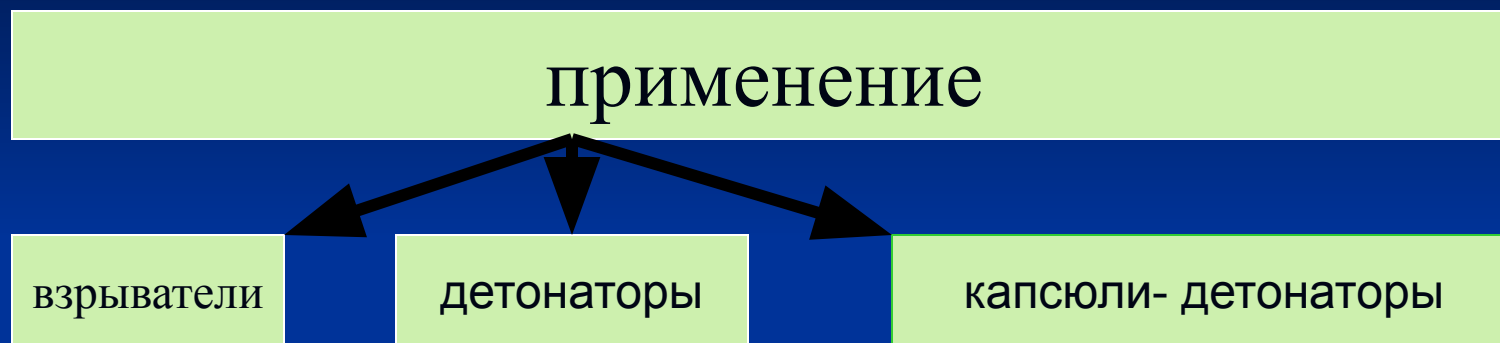 применение
взрыватели
детонаторы
капсюли- детонаторы